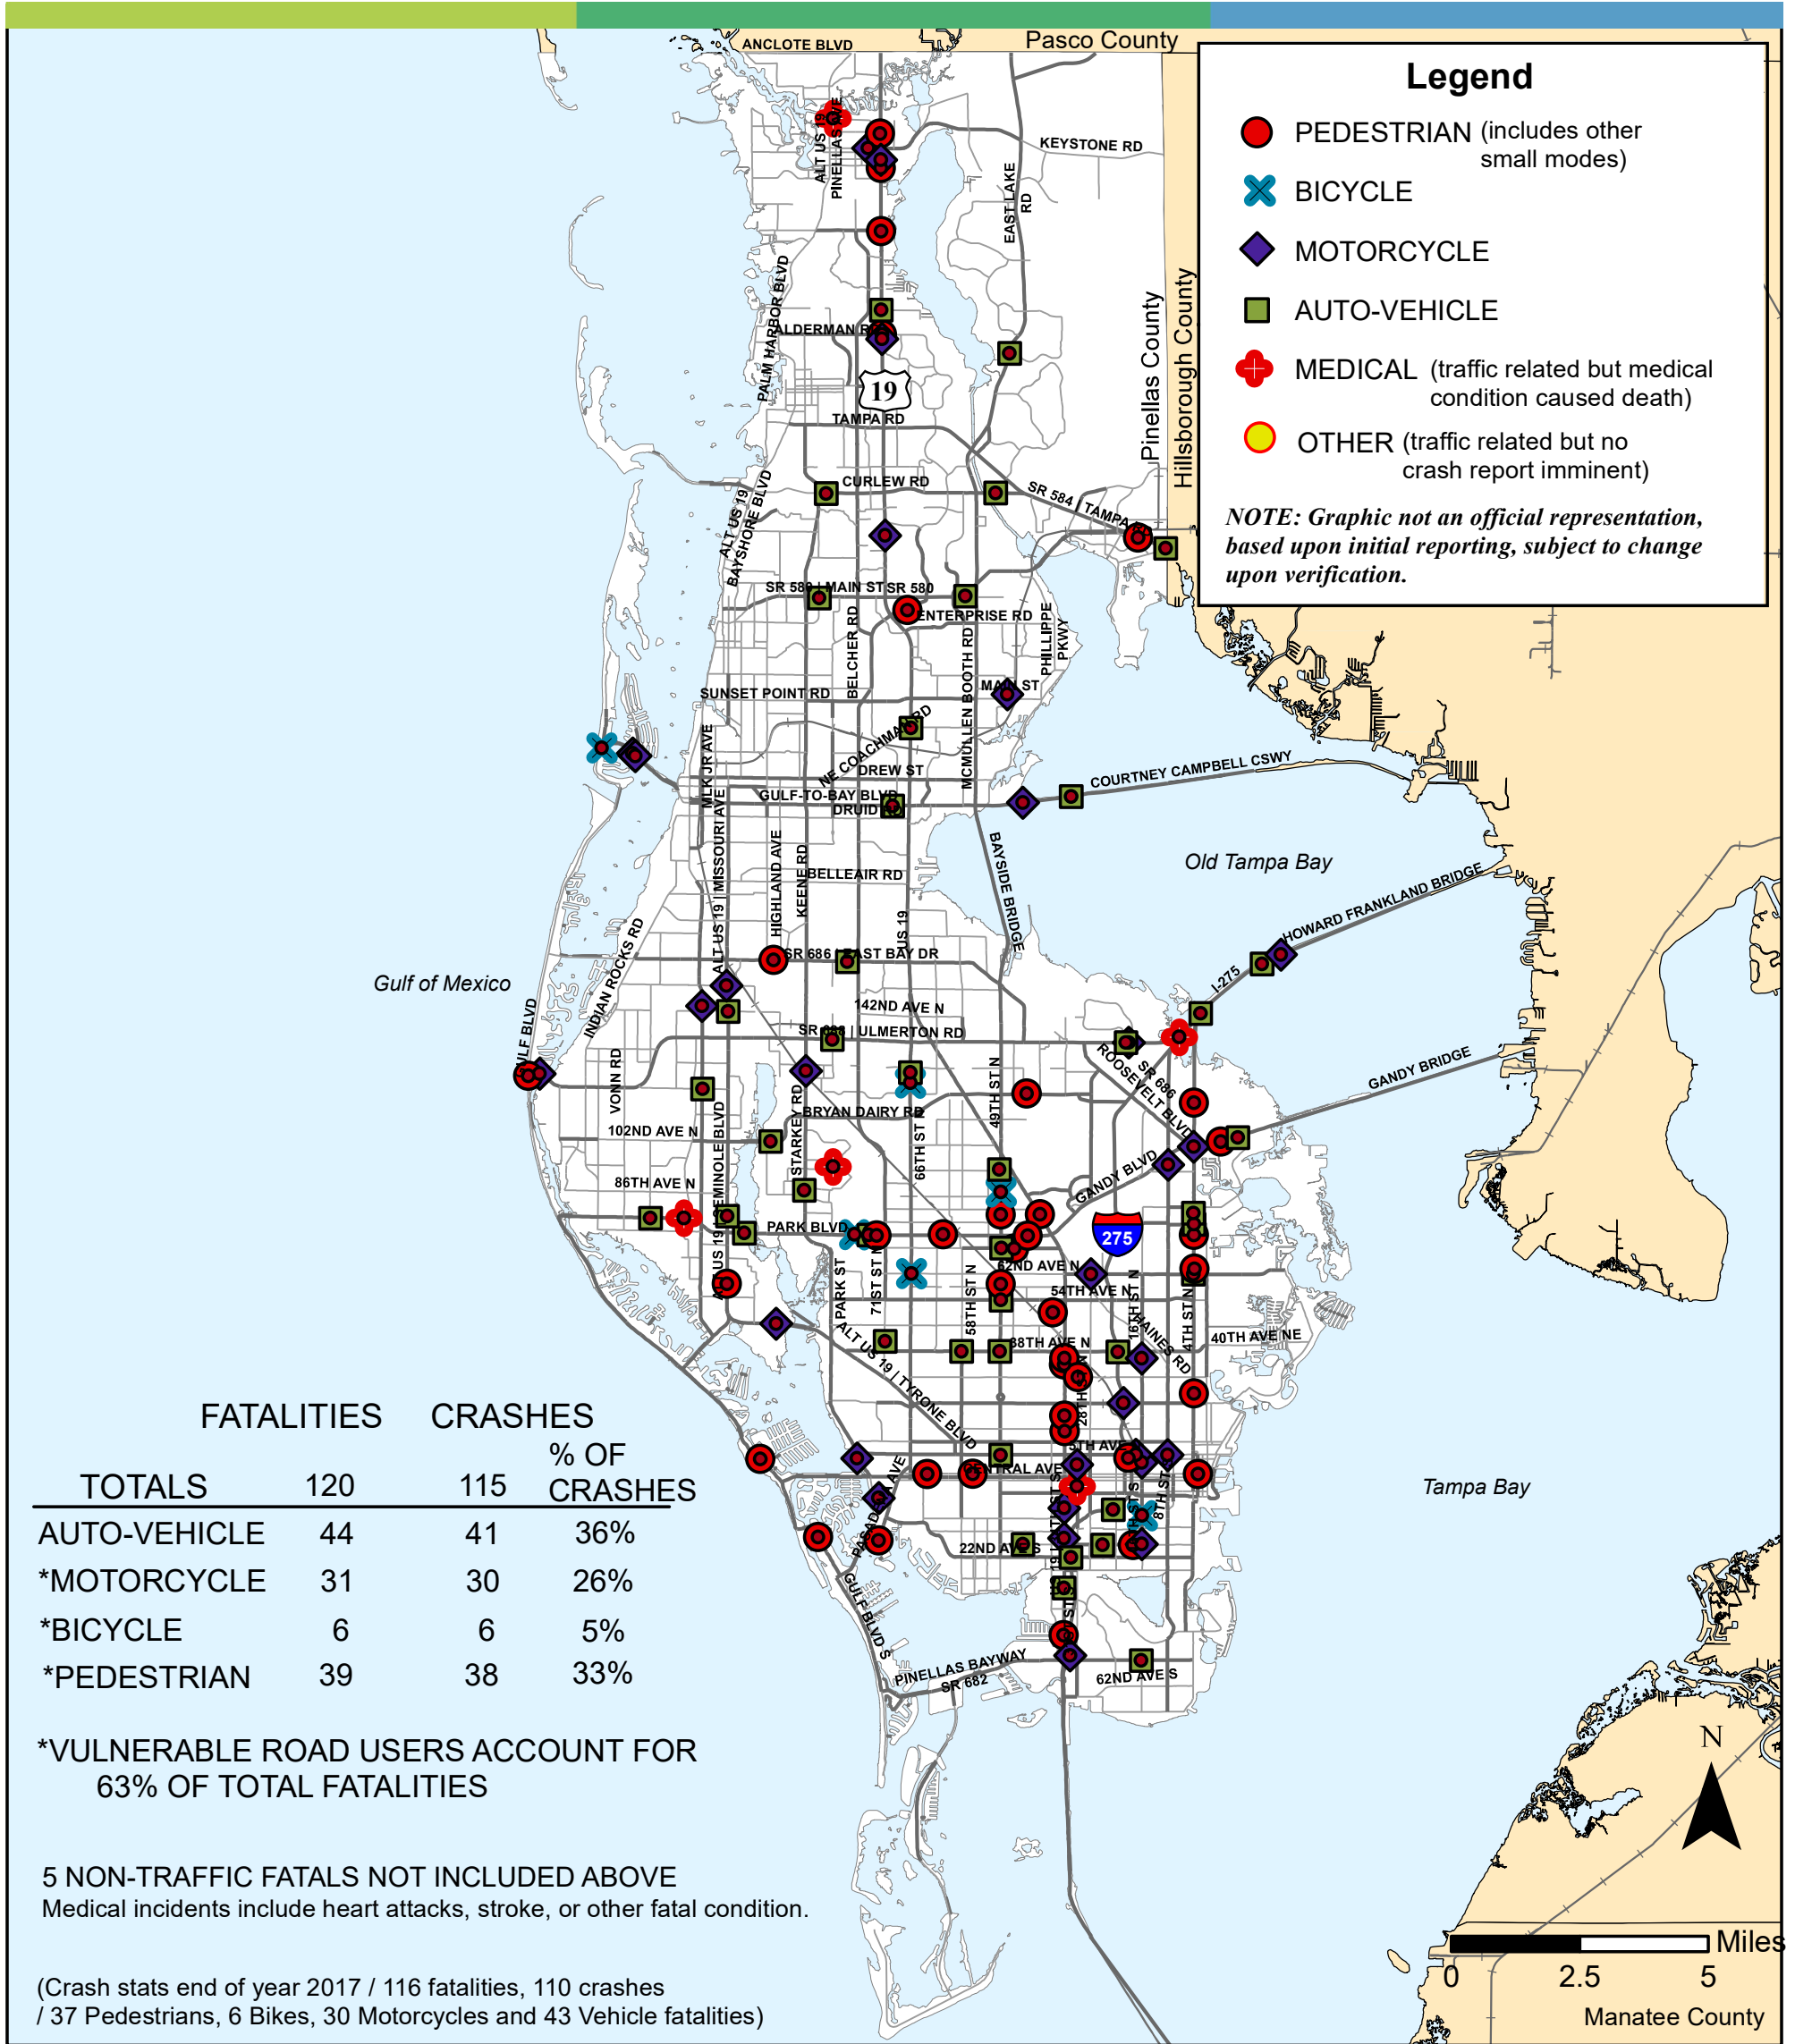 ANCLOTE BLVD
Pasco County
Legend
PEDESTRIAN (includes other
small modes)
BICYCLE
MOTORCYCLE
AUTO-VEHICLE
MEDICAL (traffic related but medical
condition caused death)
OTHER (traffic related but no
crash report imminent)
NOTE: Graphic not an official representation,
based upon initial reporting, subject to change
upon verification.
ALT US 19
PINELLAS AVE
KEYSTONE RD
EAST LAKE
RD
Pinellas County
Hillsborough County
PALM HARBOR BLVD
ALDERMAN
19
TAMPA RD
CURLEW RD
SR 584 / TAMPA
ALT US 19
BAYSHORE BLVD
SR 580 | MAIN ST
SR 580
ENTERPRISE RD
BELCHER RD
MCMULLEN BOOTH RD
PHILLIPPE
PKWY
SUNSET POINT RD
MAIN ST
NE COACHMAN RD
MLK JR AVE
DREW ST
COURTNEY CAMPBELL CSWY
GULF-TO-BAY BLVD
DRUID
ALT US 19 | MISSOURI AVE
HIGHLAND AVE
KEENE RD
BELLEAIR RD
BAYSIDE BRIDGE
Old Tampa Bay
HOWARD FRANKLAND BRIDGE
US 19
SR 686 | EAST BAY DR
INDIAN ROCKS RD
Gulf of Mexico
I-275
142ND AVE N
SR 688 | ULMERTON RD
GULF BLVD
VONN RD
49TH ST N
SR 686
ROOSEVELT BLVD
GANDY BRIDGE
BRYAN DAIRY RD
102ND AVE N
STARKEY RD
66TH ST N
86TH AVE N
SEMINOLE BLVD
GANDY BLVD
PARK BLVD
275
62ND AVE N
PARK ST
71ST ST N
58TH ST N
54TH AVE N
16TH ST N
HAINES RD
4TH ST N
40TH AVE NE
38TH AVE N
ALT US 19 | TYRONE BLVD
28TH
5TH AVE
CENTRAL AVE
8TH ST
22ND AVE S
GULF BLVD S
PINELLAS BAYWAY
SR 682
62ND AVE S
Tampa Bay
FATALITIES CRASHES
TOTALS 120 115 % OF
CRASHES
AUTO-VEHICLE 44 41 36%
*MOTORCYCLE 31 30 26%
*BICYCLE 6 6 5%
*PEDESTRIAN 39 38 33%
*VULNERABLE ROAD USERS ACCOUNT FOR
63% OF TOTAL FATALITIES
5 NON-TRAFFIC FATALS NOT INCLUDED ABOVE
Medical incidents include heart attacks, stroke, or other fatal condition.
(Crash stats end of year 2017 / 116 fatalities, 110 crashes
/ 37 Pedestrians, 6 Bikes, 30 Motorcycles and 43 Vehicle fatalities)
N
Miles
0 2.5 5
Manatee County